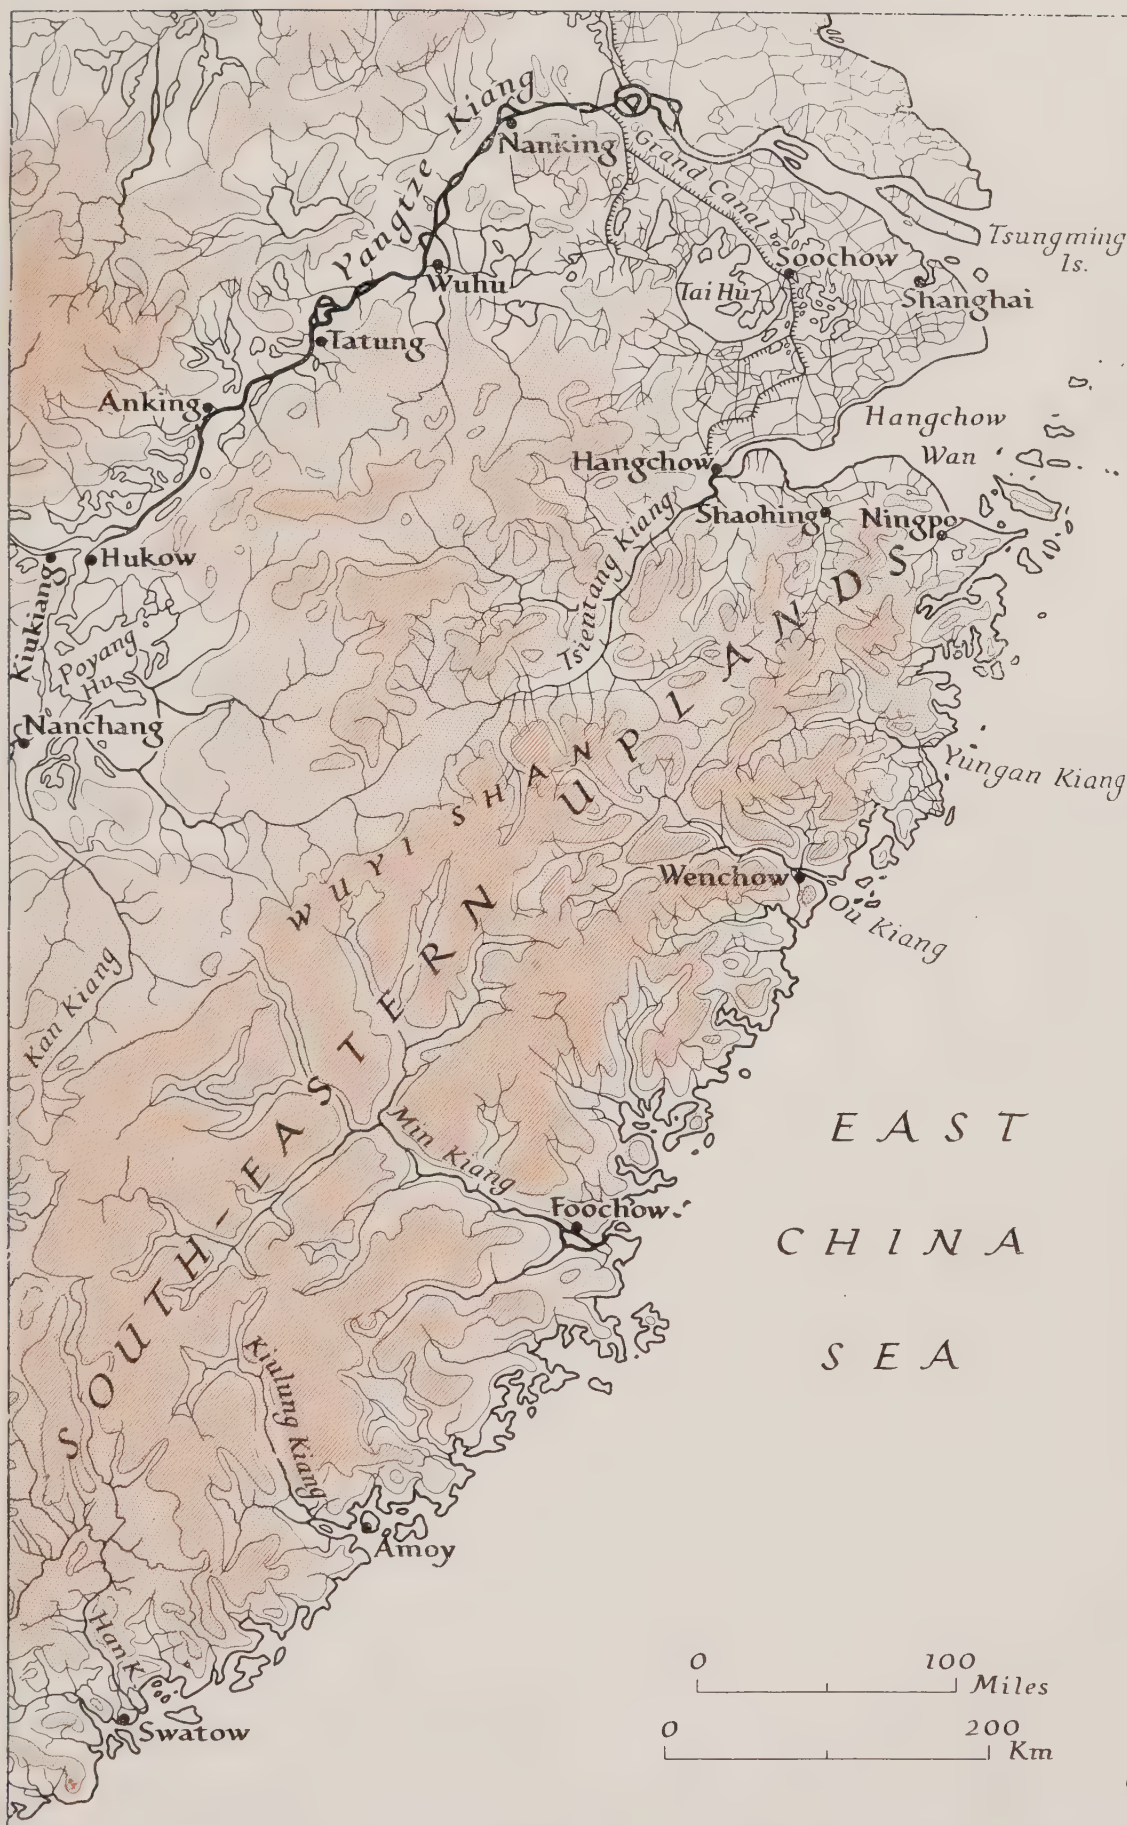 Yangtze Kiang
Nanking
Grand Canal
Tsungming
Is.
Soochow
Wuhu
Tai Hu
Shanghai
Tatung
Anking
Hangchow
Wan
Hangchow
Shaohing
Ningpo
Tsientang Kiang
Hukow
Kiukiang
Poyang
Hu
Nanchang
Yungan Kiang
WUYI SHAN
SOUTH-EASTERN UPLANDS
Wenchow
Ou Kiang
Kan Kiang
Min Kiang
EAST
CHINA
SEA
Foochow
Kiulung Kiang
Amoy
Han K.
Swatow
0 100
Miles
0 200
Km